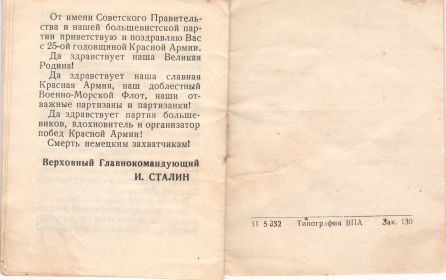 От имени Советского Правитель-
ства и нашей большевистской пар-
тии приветствую и поздравляю Вас
с 25-ой годовщиной Красной Армии.
Да здравствует наша Великая
Родина!
Да здравствует наша славная
Красная Армия, наш доблестный
Военно-Морской Флот, наши от-
важные партизаны и партизанки!
Да здравствует партия больше-
виков, вдохновитель и организатор
побед Красной Армии!
Смерть немецким захватчикам!
Верховный Главнокомандующий
И. СТАЛИН
11 5 332 Типография ВПА Зак. 130